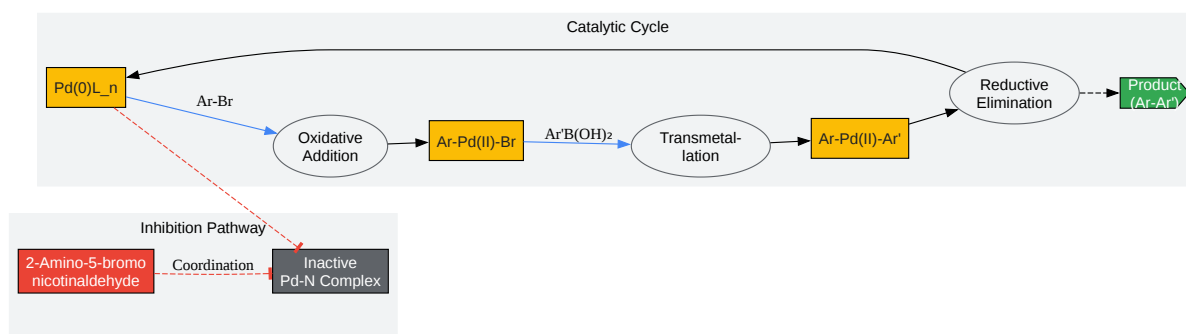 Catalytic Cycle
Pd(0)L_n
Ar-Br
Oxidative
Addition
Ar-Pd(II)-Br
Ar'B(OH)₂
Transmetal-
lation
Ar-Pd(II)-Ar'
Reductive
Elimination
Product
(Ar-Ar')
Inhibition Pathway
2-Amino-5-bromo
nicotinaldehyde
Coordination
Inactive
Pd-N Complex